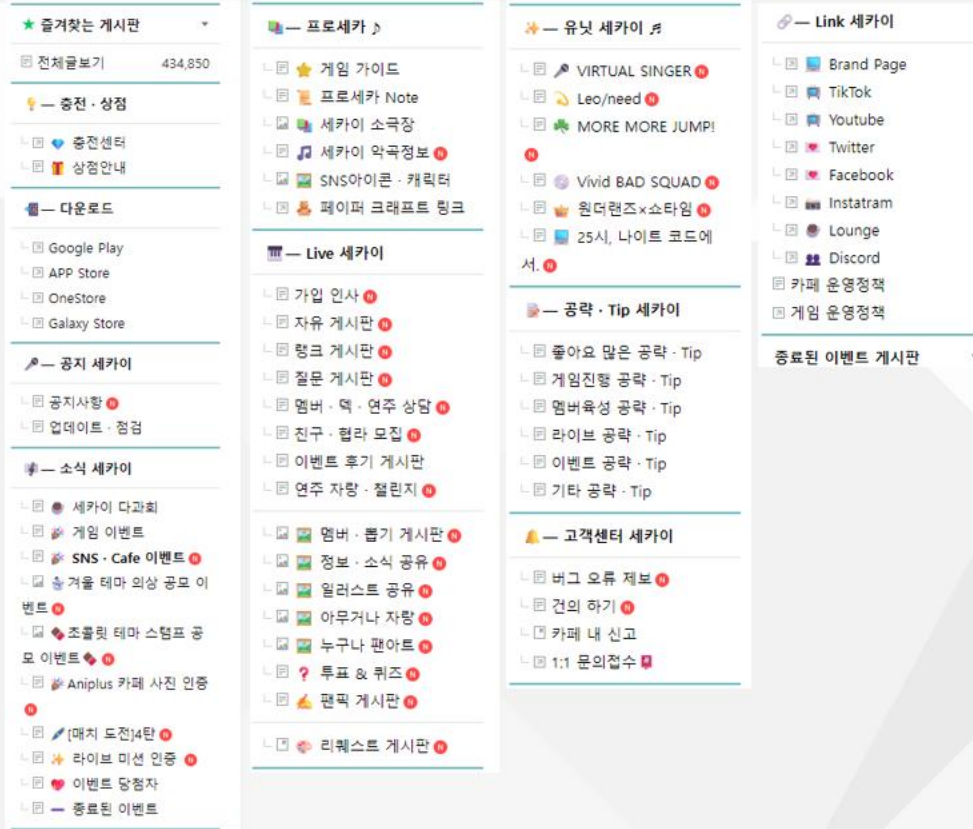 ★ 즐겨찾는 게시판
전체글보기 434,850
— 충전 · 상점
충전센터
상점안내
— 다운로드
Google Play
APP Store
OneStore
Galaxy Store
— 공지 세카이
공지사항 N
업데이트 · 점검
— 소식 세카이
세카이 다과회
게임 이벤트
SNS · Cafe 이벤트 N
겨울 테마 의상 공모 이
벤트 N
초콜릿 테마 스탬프 공
모 이벤트 N
Aniplus 카페 사진 인증
N
[매치 도전]4탄 N
라이브 미션 인증 N
이벤트 당첨자
종료된 이벤트
— 프로세카 ♪
게임 가이드
프로세카 Note
세카이 소극장
세카이 악곡정보 N
SNS아이콘 · 캐릭터
페이퍼 크래프트 링크
— Live 세카이
가입 인사 N
자유 게시판 N
랭크 게시판 N
질문 게시판 N
멤버 · 덱 · 연주 상담 N
친구 · 협라 모집 N
이벤트 후기 게시판
연주 자랑 · 챌린지 N
멤버 · 뽑기 게시판 N
정보 · 소식 공유 N
일러스트 공유 N
아무거나 자랑 N
누구나 팬아트 N
투표 & 퀴즈 N
팬픽 게시판 N
리퀘스트 게시판 N
— 유닛 세카이 ♬
VIRTUAL SINGER N
Leo/need N
MORE MORE JUMP!
N
Vivid BAD SQUAD N
원더랜즈×쇼타임 N
25시, 나이트 코드에
서. N
— 공략 · Tip 세카이
좋아요 많은 공략 · Tip
게임진행 공략 · Tip
멤버육성 공략 · Tip
라이브 공략 · Tip
이벤트 공략 · Tip
기타 공략 · Tip
— 고객센터 세카이
버그 오류 제보 N
건의 하기 N
카페 내 신고
1:1 문의접수
— Link 세카이
Brand Page
TikTok
Youtube
Twitter
Facebook
Instatram
Lounge
Discord
카페 운영정책
게임 운영정책
종료된 이벤트 게시판